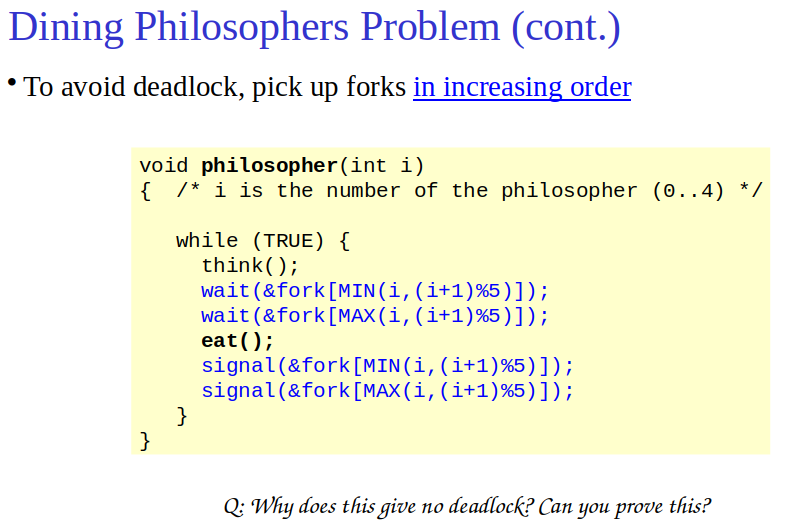 Dining Philosophers Problem (cont.)
• To avoid deadlock, pick up forks in increasing order
void philosopher(int i)
{  /* i is the number of the philosopher (0..4) */
   while (TRUE) {
     think();
     wait(&fork[MIN(i,(i+1)%5)]);
     wait(&fork[MAX(i,(i+1)%5)]);
     eat();
     signal(&fork[MIN(i,(i+1)%5)]);
     signal(&fork[MAX(i,(i+1)%5)]);
   }
}
Q: Why does this give no deadlock? Can you prove this?